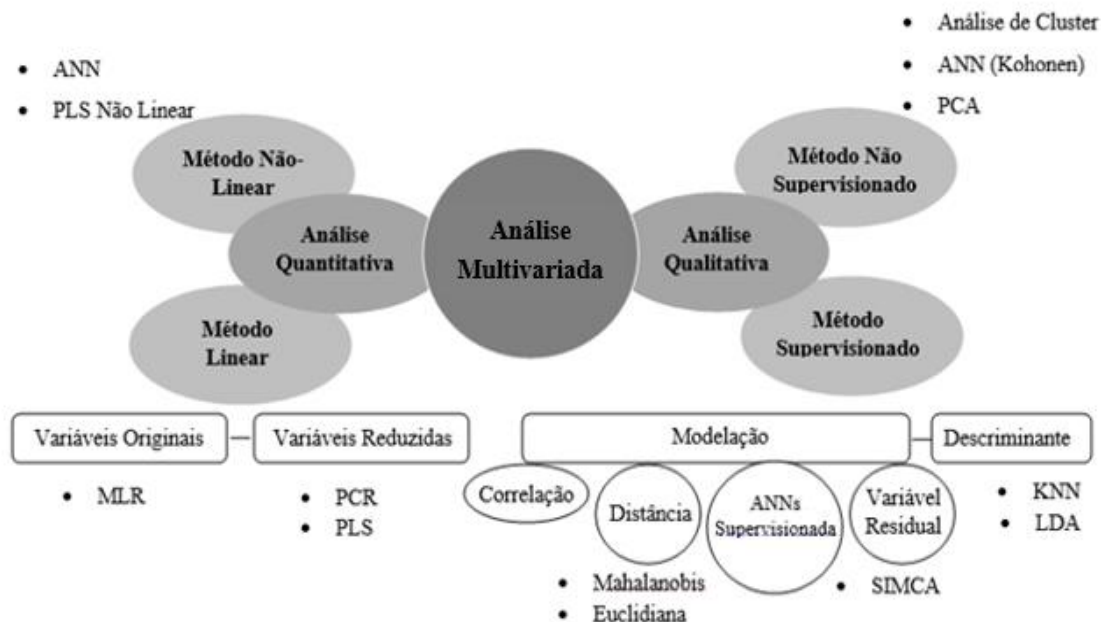 • Análise de Cluster
• ANN (Kohonen)
• PCA
• ANN
• PLS Não Linear
Método Não-
Linear
Método Não
Supervisionado
Análise
Quantitativa
Análise
Multivariada
Análise
Qualitativa
Método
Linear
Método
Supervisionado
Variáveis Originais
Variáveis Reduzidas
Modelação
Descriminante
• MLR
• PCR
• PLS
Correlação
Distância
ANNs
Supervisionada
Variável
Residual
• KNN
• LDA
• Mahalanobis
• Euclidiana
• SIMCA